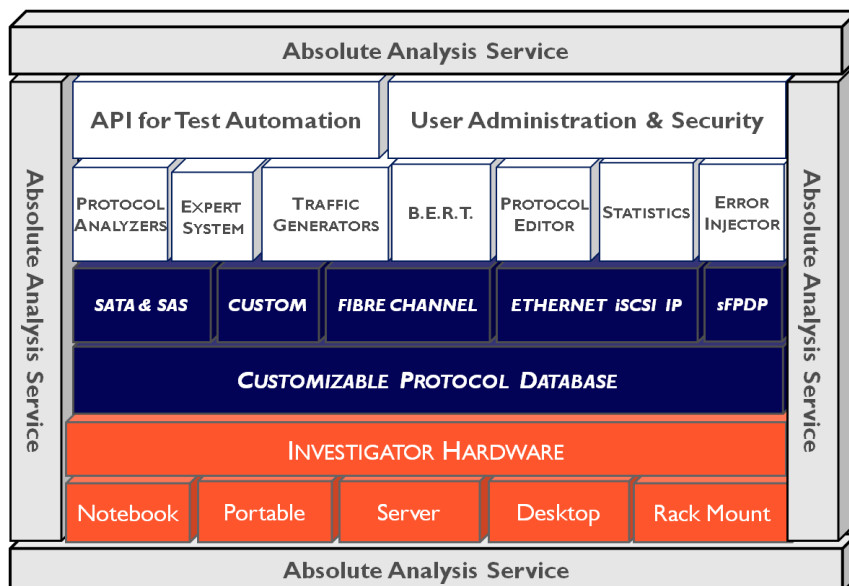 Absolute Analysis Service
Absolute Analysis Service
Absolute Analysis Service
API for Test Automation
User Administration & Security
PROTOCOL
ANALYZERS
EXPERT
SYSTEM
TRAFFIC
GENERATORS
B.E.R.T.
PROTOCOL
EDITOR
STATISTICS
ERROR
INJECTOR
SATA & SAS
CUSTOM
FIBRE CHANNEL
ETHERNET iSCSI IP
sFPDP
CUSTOMIZABLE PROTOCOL DATABASE
INVESTIGATOR HARDWARE
Notebook
Portable
Server
Desktop
Rack Mount
Absolute Analysis Service